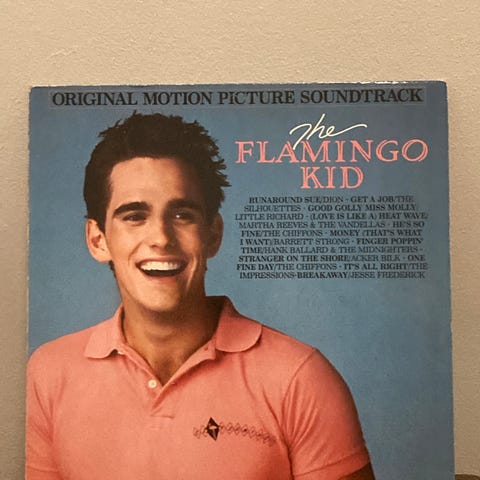 ORIGINAL MOTION PICTURE SOUNDTRACK
The
FLAMINGO
KID
RUNAROUND SUE/DION · GET A JOB/THE
SILHOUETTES · GOOD GOLLY MISS MOLLY/
LITTLE RICHARD · (LOVE IS LIKE A) HEAT WAVE/
MARTHA REEVES & THE VANDELLAS · HE'S SO
FINE/THE CHIFFONS · MONEY (THAT'S WHAT
I WANT)/BARRETT STRONG · FINGER POPPIN'
TIME/HANK BALLARD & THE MIDNIGHTERS ·
STRANGER ON THE SHORE/ACKER BILK · ONE
FINE DAY/THE CHIFFONS · IT'S ALL RIGHT/THE
IMPRESSIONS · BREAKAWAY/JESSE FREDERICK